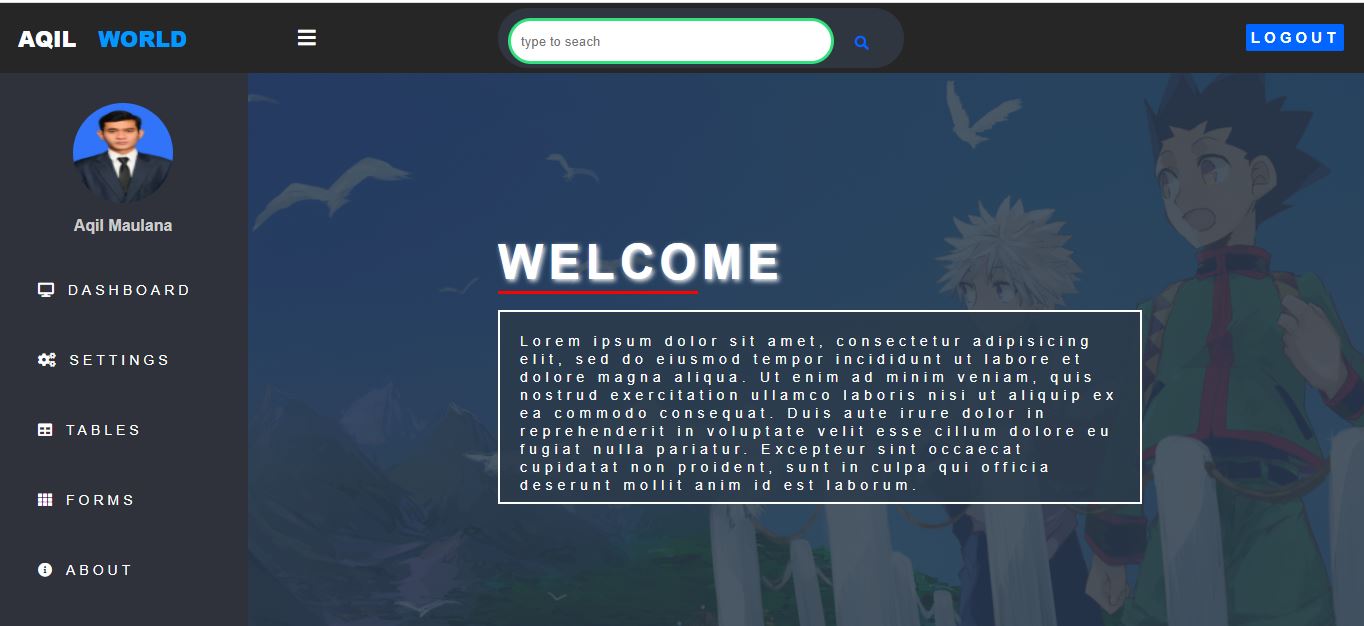 AQIL WORLD
type to seach
LOGOUT
Aqil Maulana
DASHBOARD
SETTINGS
TABLES
FORMS
ABOUT
WELCOME
Lorem ipsum dolor sit amet, consectetur adipisicing
elit, sed do eiusmod tempor incididunt ut labore et
dolore magna aliqua. Ut enim ad minim veniam, quis
nostrud exercitation ullamco laboris nisi ut aliquip ex
ea commodo consequat. Duis aute irure dolor in
reprehenderit in voluptate velit esse cillum dolore eu
fugiat nulla pariatur. Excepteur sint occaecat
cupidatat non proident, sunt in culpa qui officia
deserunt mollit anim id est laborum.